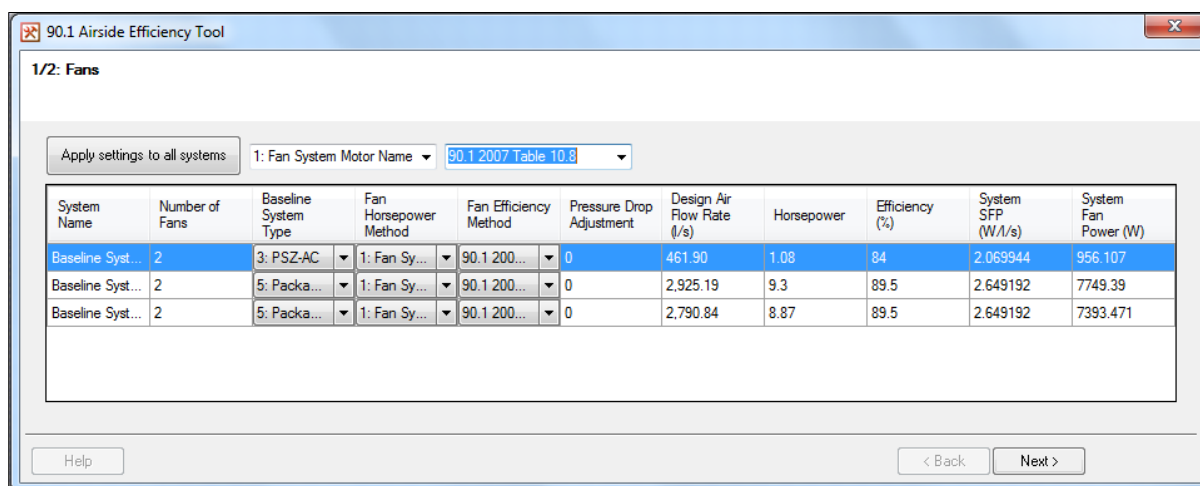 90.1 Airside Efficiency Tool
1/2: Fans
Apply settings to all systems 1: Fan System Motor Name 90.1 2007 Table 10.8
System Name Number of Fans Baseline System Type Fan Horsepower Method Fan Efficiency Method Pressure Drop Adjustment Design Air Flow Rate (l/s) Horsepower Efficiency (%) System SFP (W/l/s) System Fan Power (W)
Baseline Syst... 2 3: PSZ-AC 1: Fan Sy... 90.1 200... 0 461.90 1.08 84 2.069944 956.107
Baseline Syst... 2 5: Packa... 1: Fan Sy... 90.1 200... 0 2,925.19 9.3 89.5 2.649192 7749.39
Baseline Syst... 2 5: Packa... 1: Fan Sy... 90.1 200... 0 2,790.84 8.87 89.5 2.649192 7393.471
Help < Back Next >